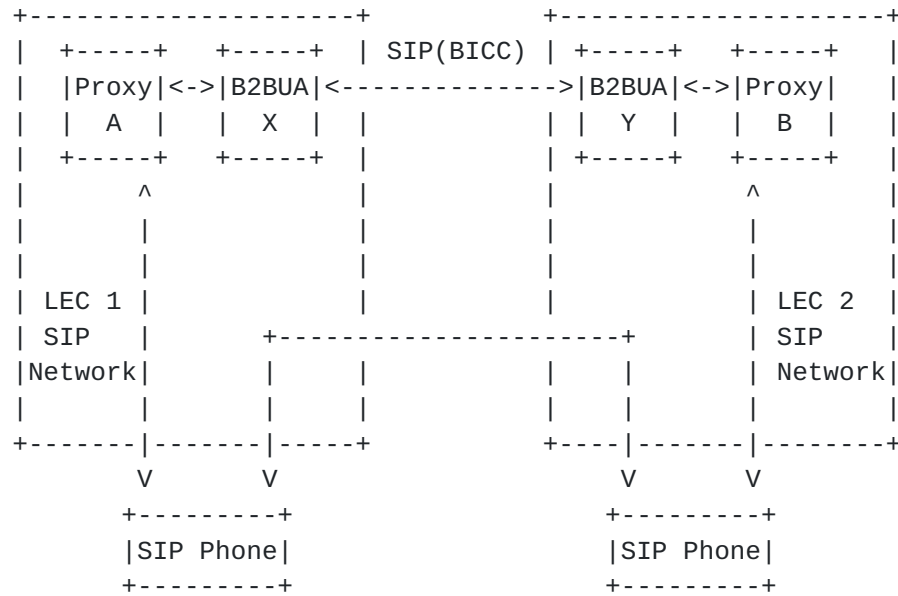 SIP(BICC)
Proxy B2BUA B2BUA Proxy
A X Y B
LEC 1 LEC 2
SIP SIP
Network Network
V V V V
SIP Phone SIP Phone